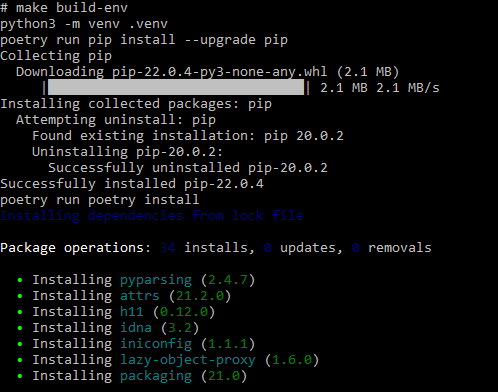 # make build-env
python3 -m venv .venv
poetry run pip install --upgrade pip
Collecting pip
  Downloading pip-22.0.4-py3-none-any.whl (2.1 MB)
     |████████████████████████████████| 2.1 MB 2.1 MB/s
Installing collected packages: pip
  Attempting uninstall: pip
    Found existing installation: pip 20.0.2
    Uninstalling pip-20.0.2:
      Successfully uninstalled pip-20.0.2
Successfully installed pip-22.0.4
poetry run poetry install
Installing dependencies from lock file
Package operations: 34 installs, 0 updates, 0 removals
  • Installing pyparsing (2.4.7)
  • Installing attrs (21.2.0)
  • Installing h11 (0.12.0)
  • Installing idna (3.2)
  • Installing iniconfig (1.1.1)
  • Installing lazy-object-proxy (1.6.0)
  • Installing packaging (21.0)